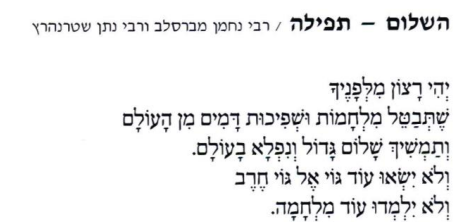 השלום – תפילה / רבי נחמן מברסלב ורבי נתן שטרנהרץ
יְהִי רָצוֹן מִלְּפָנֶיךָ
שֶׁתְּבַטֵּל מִלְחָמוֹת וּשְׁפִיכוּת דָּמִים מִן הָעוֹלָם
וְתַמְשִׁיךְ שָׁלוֹם גָּדוֹל וְנִפְלָא בָעוֹלָם.
וְלֹא יִשְׂאוּ עוֹד גּוֹי אֶל גּוֹי חֶרֶב
וְלֹא יִלְמְדוּ עוֹד מִלְחָמָה.